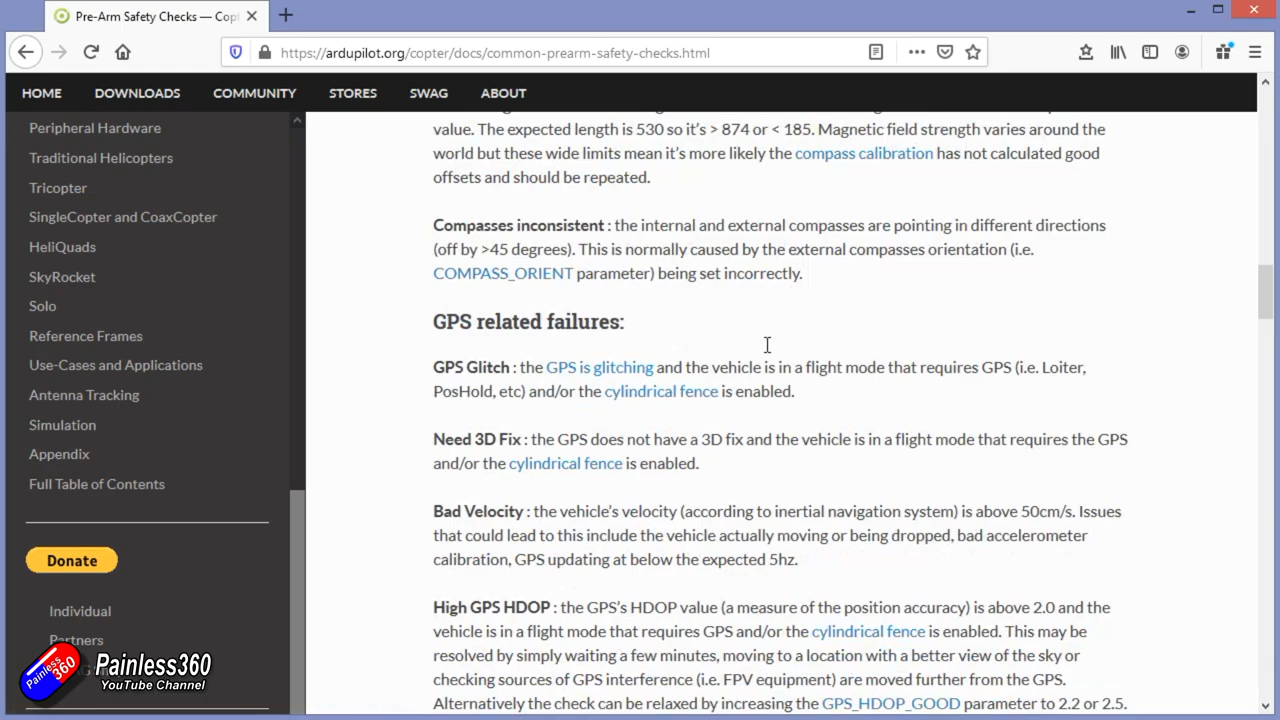 Pre-Arm Safety Checks — Copt
https://ardupilot.org/copter/docs/common-prearm-safety-checks.html
HOME DOWNLOADS COMMUNITY STORES SWAG ABOUT
Peripheral Hardware
Traditional Helicopters
Tricopter
SingleCopter and CoaxCopter
HeliQuads
SkyRocket
Solo
Reference Frames
Use-Cases and Applications
Antenna Tracking
Simulation
Appendix
Full Table of Contents
Donate
Individual
Partners
value. The expected length is 530 so it's > 874 or < 185. Magnetic field strength varies around the
world but these wide limits mean it's more likely the compass calibration has not calculated good
offsets and should be repeated.
Compasses inconsistent : the internal and external compasses are pointing in different directions
(off by >45 degrees). This is normally caused by the external compasses orientation (i.e.
COMPASS_ORIENT parameter) being set incorrectly.
GPS related failures:
GPS Glitch : the GPS is glitching and the vehicle is in a flight mode that requires GPS (i.e. Loiter,
PosHold, etc) and/or the cylindrical fence is enabled.
Need 3D Fix : the GPS does not have a 3D fix and the vehicle is in a flight mode that requires the GPS
and/or the cylindrical fence is enabled.
Bad Velocity : the vehicle's velocity (according to inertial navigation system) is above 50cm/s. Issues
that could lead to this include the vehicle actually moving or being dropped, bad accelerometer
calibration, GPS updating at below the expected 5hz.
High GPS HDOP : the GPS's HDOP value (a measure of the position accuracy) is above 2.0 and the
vehicle is in a flight mode that requires GPS and/or the cylindrical fence is enabled. This may be
resolved by simply waiting a few minutes, moving to a location with a better view of the sky or
checking sources of GPS interference (i.e. FPV equipment) are moved further from the GPS.
Alternatively the check can be relaxed by increasing the GPS_HDOP_GOOD parameter to 2.2 or 2.5.
Painless360
Painless360
YouTube Channel